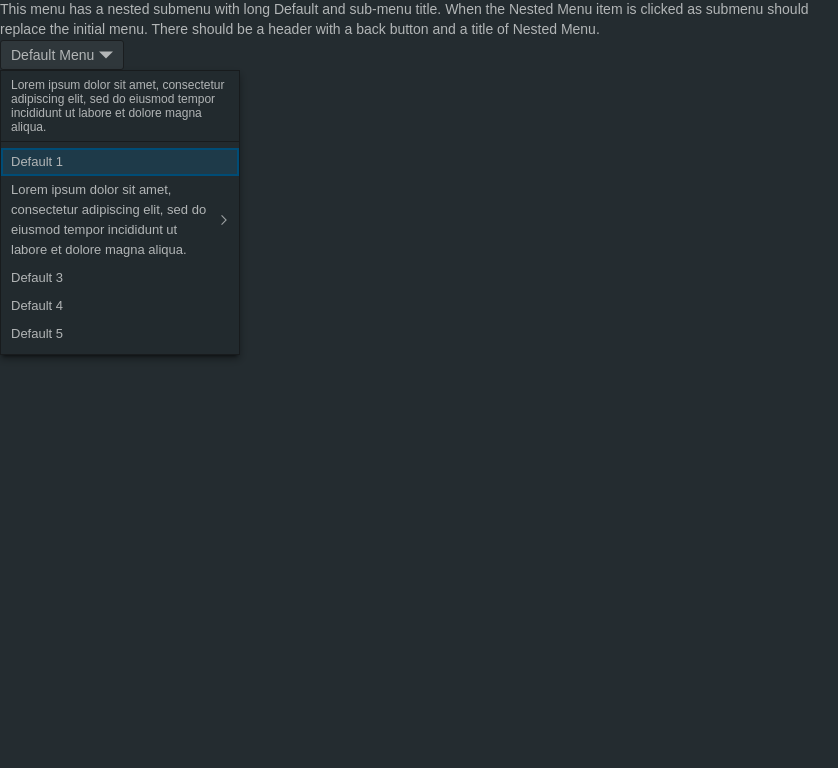 This menu has a nested submenu with long Default and sub-menu title. When the Nested Menu item is clicked as submenu should
replace the initial menu. There should be a header with a back button and a title of Nested Menu.
Default Menu
Lorem ipsum dolor sit amet, consectetur
adipiscing elit, sed do eiusmod tempor
incididunt ut labore et dolore magna
aliqua.
Default 1
Lorem ipsum dolor sit amet,
consectetur adipiscing elit, sed do
eiusmod tempor incididunt ut
labore et dolore magna aliqua.
Default 3
Default 4
Default 5